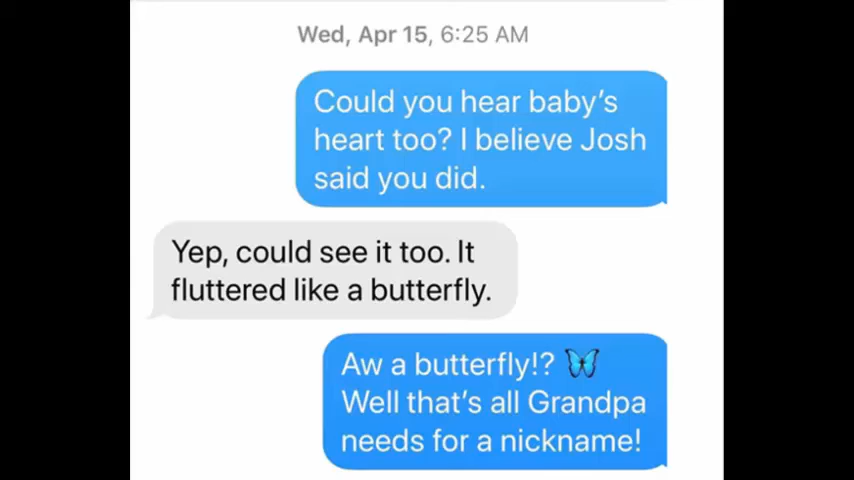 Wed, Apr 15, 6:25 AM
Could you hear baby’s
heart too? I believe Josh
said you did.
Yep, could see it too. It
fluttered like a butterfly.
Aw a butterfly!? 🦋
Well that’s all Grandpa
needs for a nickname!